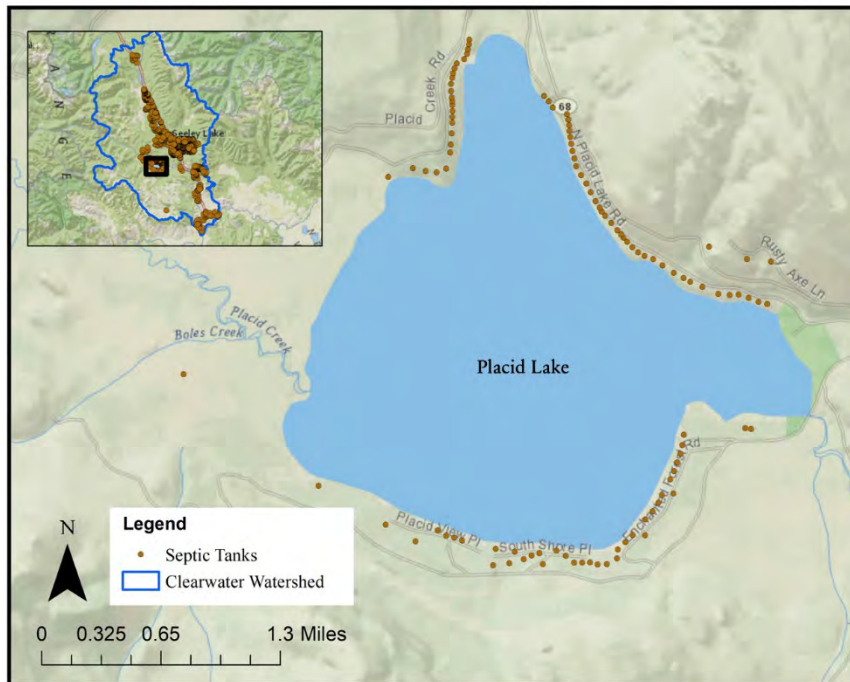 R A N G E
Seeley Lake
Placid Creek Rd
68
N Placid Lake Rd
Rusty Axe Ln
Placid Creek
Boles Creek
Placid Lake
Enchanted Forest Rd
Placid View Pl
South Shore Pl
N
Legend
Septic Tanks
Clearwater Watershed
0 0.325 0.65 1.3 Miles